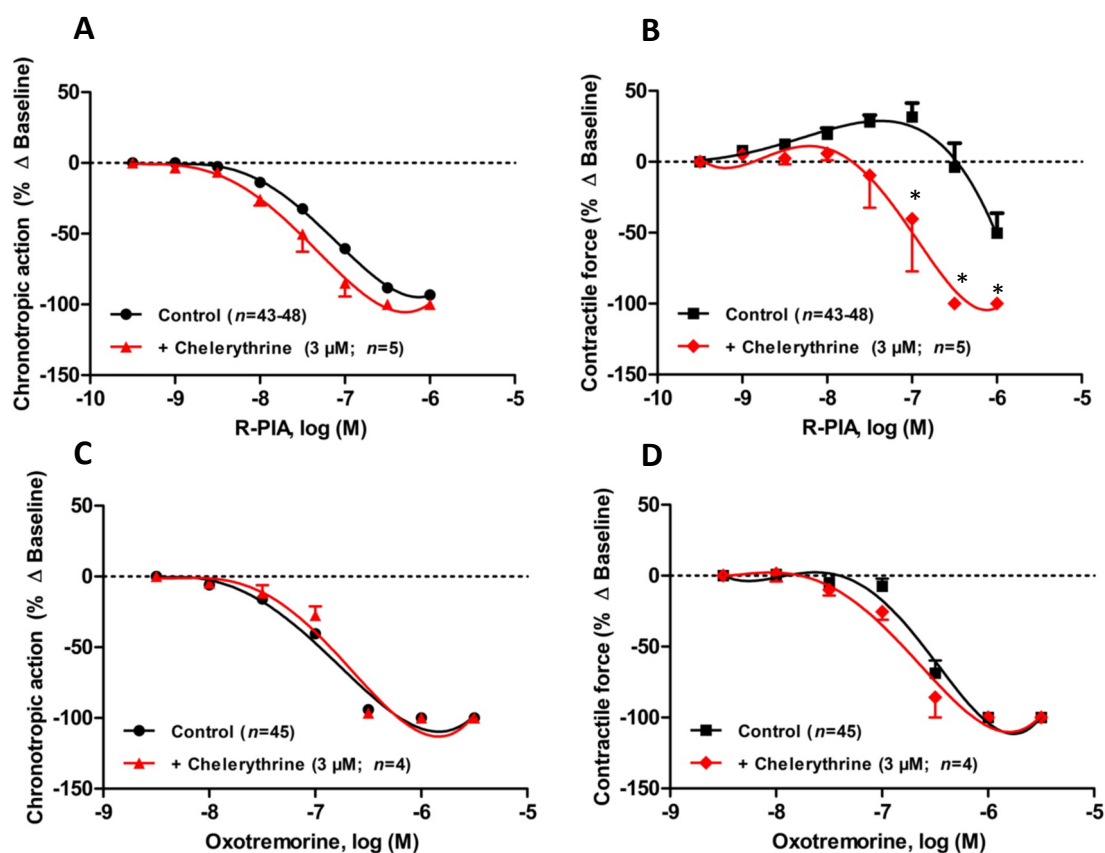 A
Chronotropic action (% Δ Baseline)
50
0
-50
-100
-150
Control (n=43-48)
+ Chelerythrine (3 µM; n=5)
-10 -9 -8 -7 -6 -5
R-PIA, log (M)
B
Contractile force (% Δ Baseline)
50
0
-50
-100
-150
*
*
*
Control (n=43-48)
+ Chelerythrine (3 µM; n=5)
-10 -9 -8 -7 -6 -5
R-PIA, log (M)
C
Chronotropic action (% Δ Baseline)
50
0
-50
-100
-150
Control (n=45)
+ Chelerythrine (3 µM; n=4)
-9 -8 -7 -6 -5
Oxotremorine, log (M)
D
Contractile force (% Δ Baseline)
50
0
-50
-100
-150
Control (n=45)
+ Chelerythrine (3 µM; n=4)
-9 -8 -7 -6 -5
Oxotremorine, log (M)